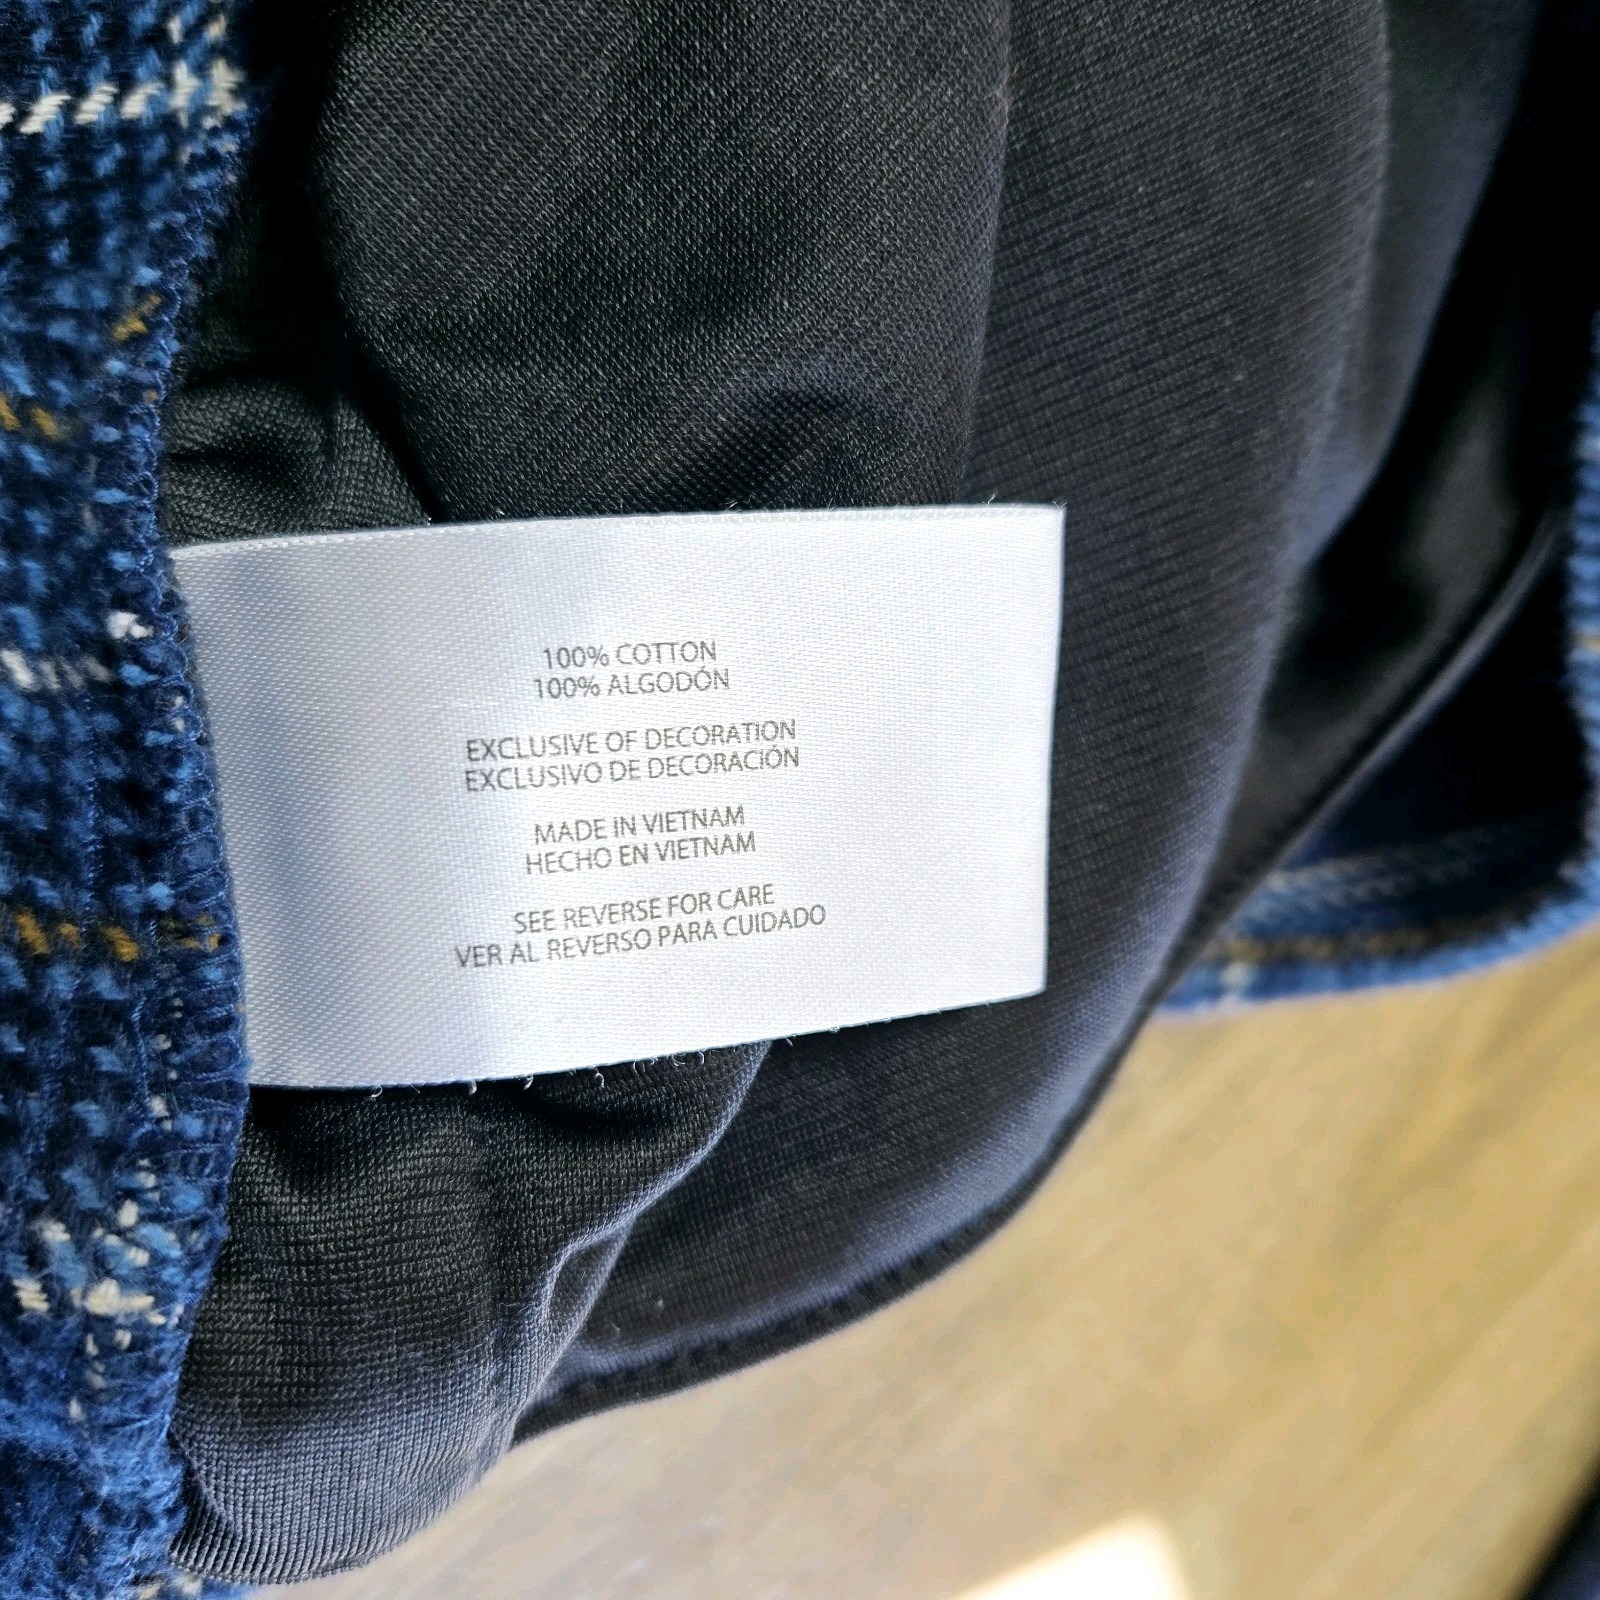 100% COTTON
100% ALGODÓN
EXCLUSIVE OF DECORATION
EXCLUSIVO DE DECORACIÓN
MADE IN VIETNAM
HECHO EN VIETNAM
SEE REVERSE FOR CARE
VER AL REVERSO PARA CUIDADO